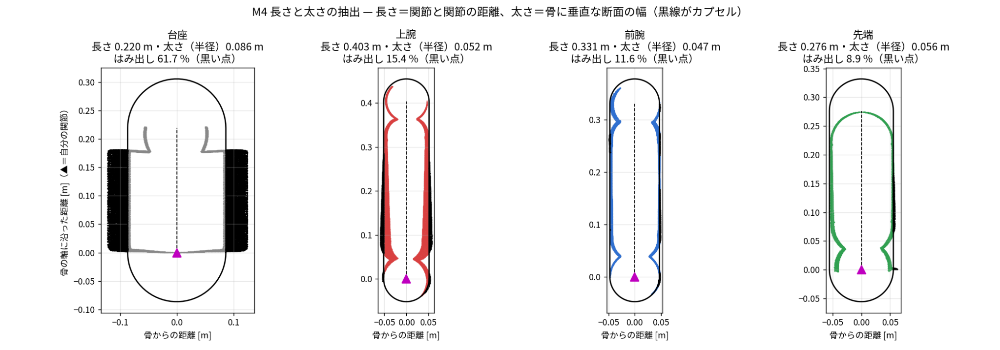 M4 長さと太さの抽出 — 長さ＝関節と関節の距離、太さ＝骨に垂直な断面の幅（黒線がカプセル）
台座
長さ 0.220 m・太さ（半径）0.086 m
はみ出し 61.7 %（黒い点）
骨の軸に沿った距離 [m] （▲＝自分の関節）
0.30
0.25
0.20
0.15
0.10
0.05
0.00
−0.05
−0.10
−0.1 0.0 0.1
骨からの距離 [m]
上腕
長さ 0.403 m・太さ（半径）0.052 m
はみ出し 15.4 %（黒い点）
0.4
0.3
0.2
0.1
0.0
−0.05 0.00 0.05
骨からの距離 [m]
前腕
長さ 0.331 m・太さ（半径）0.047 m
はみ出し 11.6 %（黒い点）
0.3
0.2
0.1
0.0
−0.05 0.00 0.05
骨からの距離 [m]
先端
長さ 0.276 m・太さ（半径）0.056 m
はみ出し 8.9 %（黒い点）
0.35
0.30
0.25
0.20
0.15
0.10
0.05
0.00
−0.05
−0.05 0.00 0.05
骨からの距離 [m]